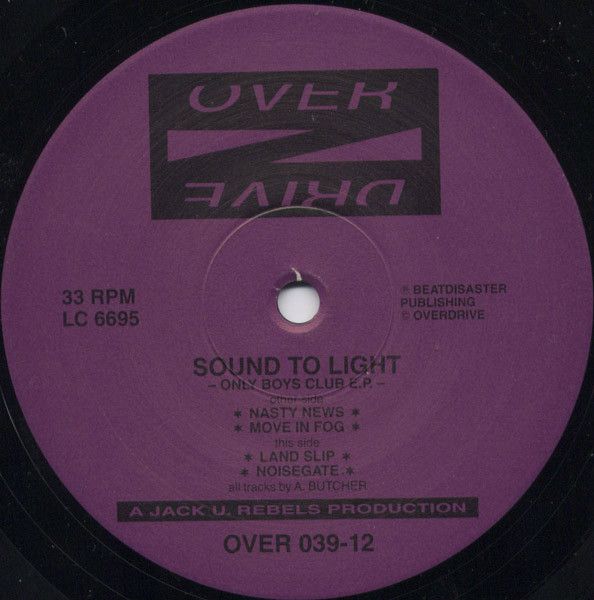 OVER
DRIVE
33 RPM
LC 6695
℗ BEATDISASTER
PUBLISHING
© OVERDRIVE
SOUND TO LIGHT
– ONLY BOYS CLUB E.P. –
other side
✶ NASTY NEWS ✶
✶ MOVE IN FOG ✶
this side
✶ LAND SLIP ✶
✶ NOISEGATE ✶
all tracks by A. BUTCHER
A JACK U. REBELS PRODUCTION
OVER 039-12